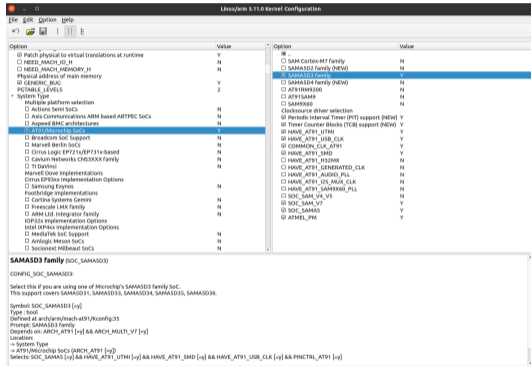 Linux/arm 5.11.0 Kernel Configuration
File Edit Option Help
Option Value
Patch physical to virtual translations at runtime Y
NEED_MACH_IO_H N
NEED_MACH_MEMORY_H N
Physical address of main memory
GENERIC_BUG Y
PGTABLE_LEVELS 2
System Type
Multiple platform selection
Actions Semi SoCs N
Axis Communications ARM based ARTPEC SoCs N
Aspeed BMC architectures N
AT91/Microchip SoCs Y
Broadcom SoC Support N
Marvell Berlin SoCs N
Cirrus Logic EP721x/EP731x-based N
Cavium Networks CNS3XXX family N
TI Davinci N
Marvell Dove Implementations
Cirrus EP93xx Implementation Options
Samsung Exynos N
Footbridge Implementations
Cortina Systems Gemini N
Freescale i.MX family N
ARM Ltd. Integrator family N
IOP32x Implementation Options
Intel IXP4xx Implementation Options
MediaTek SoC Support N
Amlogic Meson SoCs N
Socionext Milbeaut SoCs N
Option Value
..
SAM Cortex-M7 family N
SAMA5D2 family (NEW) N
SAMA5D3 family Y
SAMA5D4 family (NEW) N
AT91RM9200 N
AT91SAM9 N
SAM9X60 N
Clocksource driver selection
Periodic Interval Timer (PIT) support (NEW) Y
Timer Counter Blocks (TCB) support (NEW) Y
HAVE_AT91_UTMI Y
HAVE_AT91_USB_CLK Y
COMMON_CLK_AT91 Y
HAVE_AT91_SMD Y
HAVE_AT91_H32MX N
HAVE_AT91_GENERATED_CLK N
HAVE_AT91_AUDIO_PLL N
HAVE_AT91_I2S_MUX_CLK N
HAVE_AT91_SAM9X60_PLL N
SOC_SAM_V4_V5 N
SOC_SAM_V7 Y
SOC_SAMA5 Y
ATMEL_PM Y
SAMA5D3 family (SOC_SAMA5D3)
CONFIG_SOC_SAMA5D3:
Select this if you are using one of Microchip's SAMA5D3 family SoC.
This support covers SAMA5D31, SAMA5D33, SAMA5D34, SAMA5D35, SAMA5D36.
Symbol: SOC_SAMA5D3 [=y]
Type : bool
Defined at arch/arm/mach-at91/Kconfig:35
Prompt: SAMA5D3 family
Depends on: ARCH_AT91 [=y] && ARCH_MULTI_V7 [=y]
Location:
-> System Type
-> AT91/Microchip SoCs (ARCH_AT91 [=y])
Selects: SOC_SAMA5 [=y] && HAVE_AT91_UTMI [=y] && HAVE_AT91_SMD [=y] && HAVE_AT91_USB_CLK [=y] && PINCTRL_AT91 [=y]